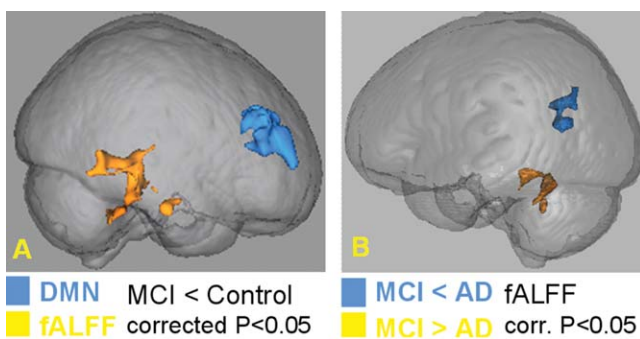 A
B
DMN MCI < Control
fALFF corrected P<0.05
MCI < AD fALFF
MCI > AD corr. P<0.05